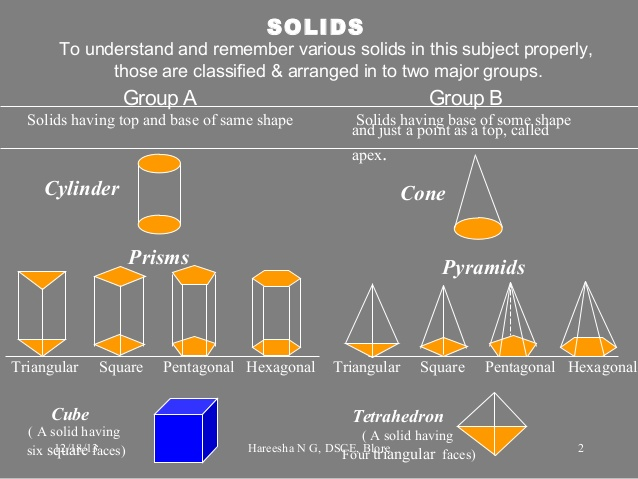 SOLIDS
To understand and remember various solids in this subject properly,
those are classified & arranged in to two major groups.
Group A
Solids having top and base of same shape
Cylinder
Prisms
Triangular Square Pentagonal Hexagonal
Cube
( A solid having
six square faces)
Group B
Solids having base of some shape
and just a point as a top, called
apex.
Cone
Pyramids
Triangular Square Pentagonal Hexagonal
Tetrahedron
( A solid having
Four triangular faces)
Hareesha N G, DSCE, Blore
2